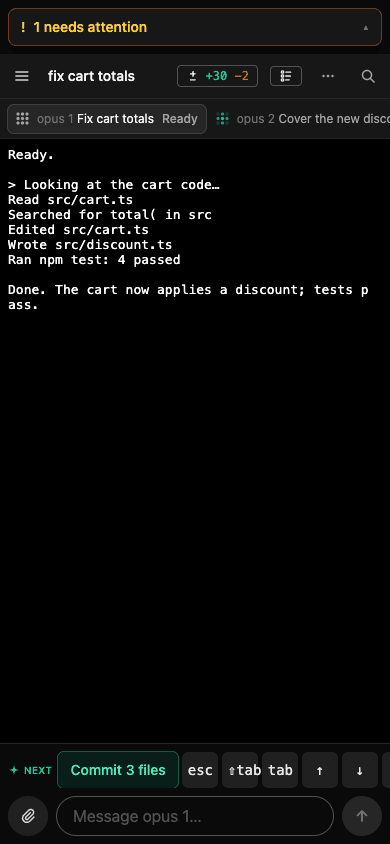 ! 1 needs attention
fix cart totals
± +30 −2
opus 1 Fix cart totals Ready
opus 2 Cover the new disco
Ready.
> Looking at the cart code…
Read src/cart.ts
Searched for total( in src
Edited src/cart.ts
Wrote src/discount.ts
Ran npm test: 4 passed
Done. The cart now applies a discount; tests p
ass.
NEXT
Commit 3 files
esc
⇧tab
tab
↑
↓
Message opus 1…